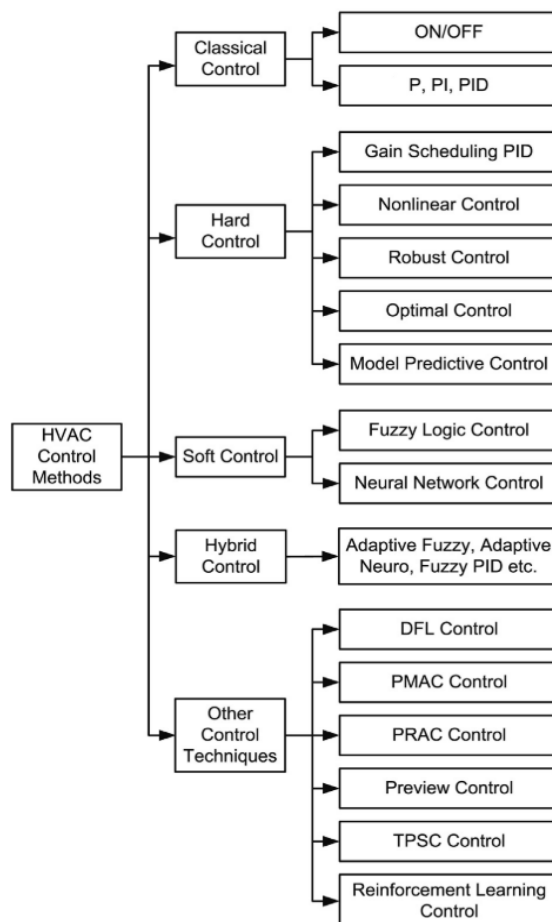 Classical
Control
ON/OFF
P, PI, PID
Hard
Control
Gain Scheduling PID
Nonlinear Control
Robust Control
Optimal Control
Model Predictive Control
HVAC
Control
Methods
Soft Control
Fuzzy Logic Control
Neural Network Control
Hybrid
Control
Adaptive Fuzzy, Adaptive
Neuro, Fuzzy PID etc.
Other
Control
Techniques
DFL Control
PMAC Control
PRAC Control
Preview Control
TPSC Control
Reinforcement Learning
Control